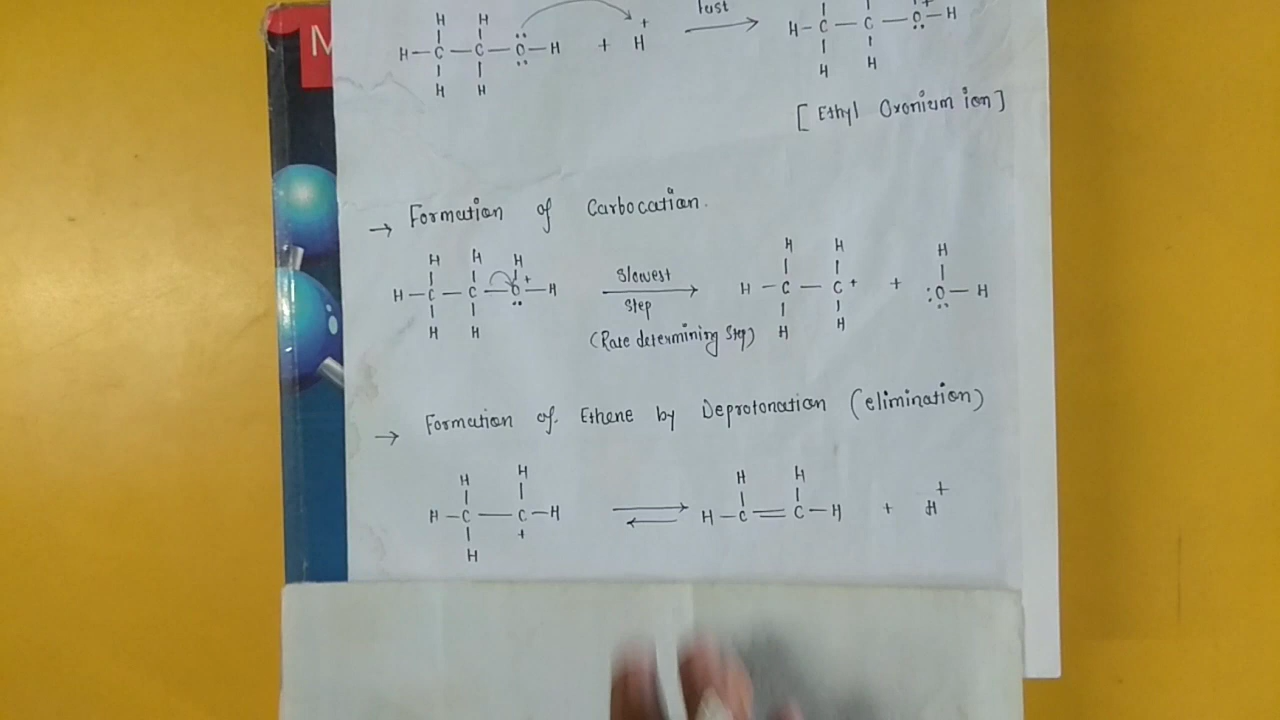 M
H H
H-C-C-O-H + H+ fast → H-C-C-O-H
H H H H
[Ethyl Oxonium ion]
→ Formation of Carbocation.
H H H H H H
H-C-C-O+-H Slowest Step (Rate determining step) → H-C-C+ + :O-H
H H H H
→ Formation of Ethene by Deprotonation (elimination)
H H H H
H-C-C-H ⇌ H-C=C-H + H+
H +